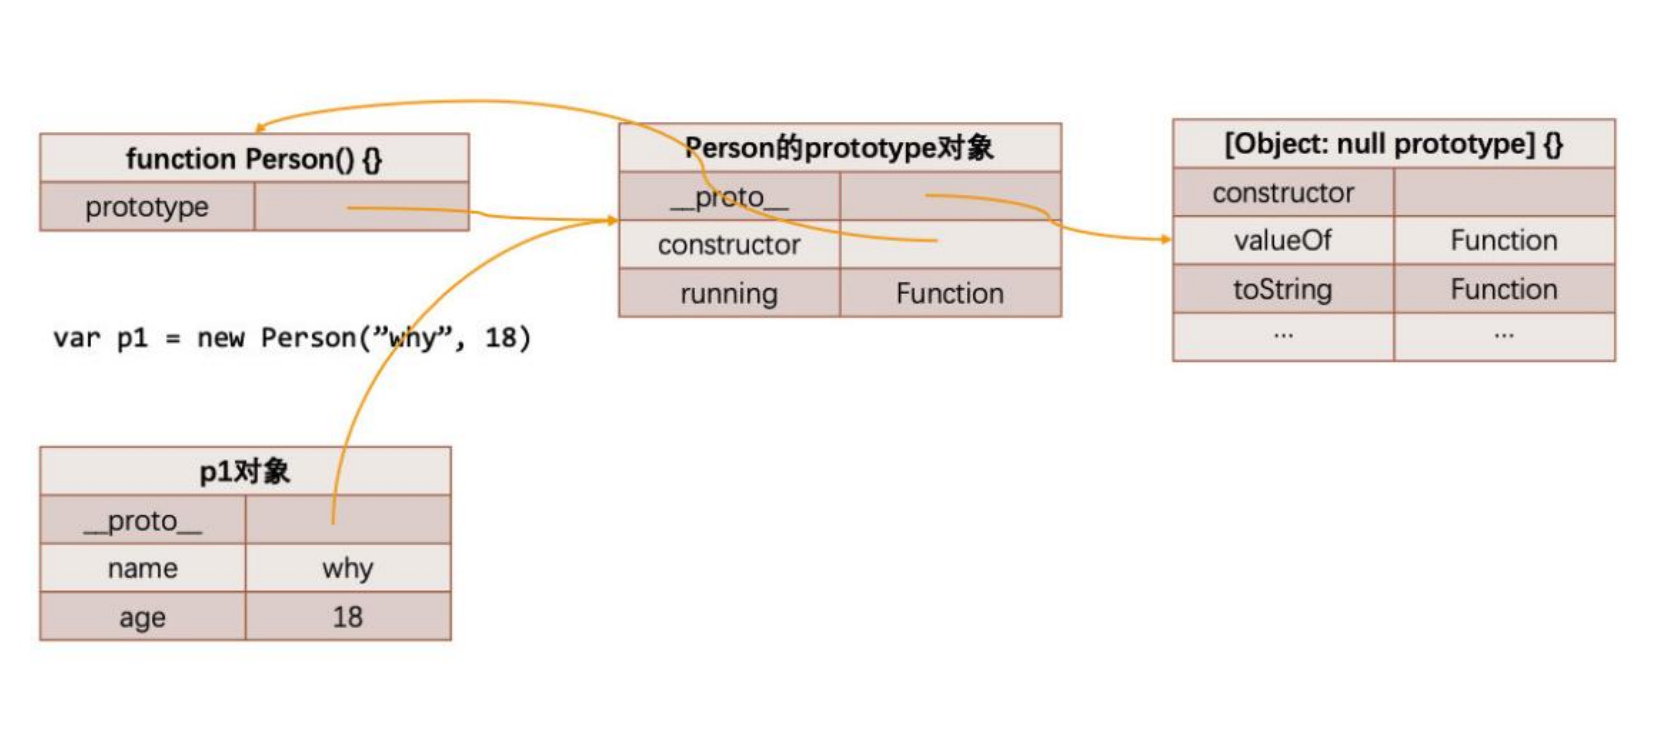 function Person() {}
prototype
Person的prototype对象
__proto__
constructor
running Function
[Object: null prototype] {}
constructor
valueOf Function
toString Function
... ...
var p1 = new Person(”why”, 18)
p1对象
__proto__
name why
age 18